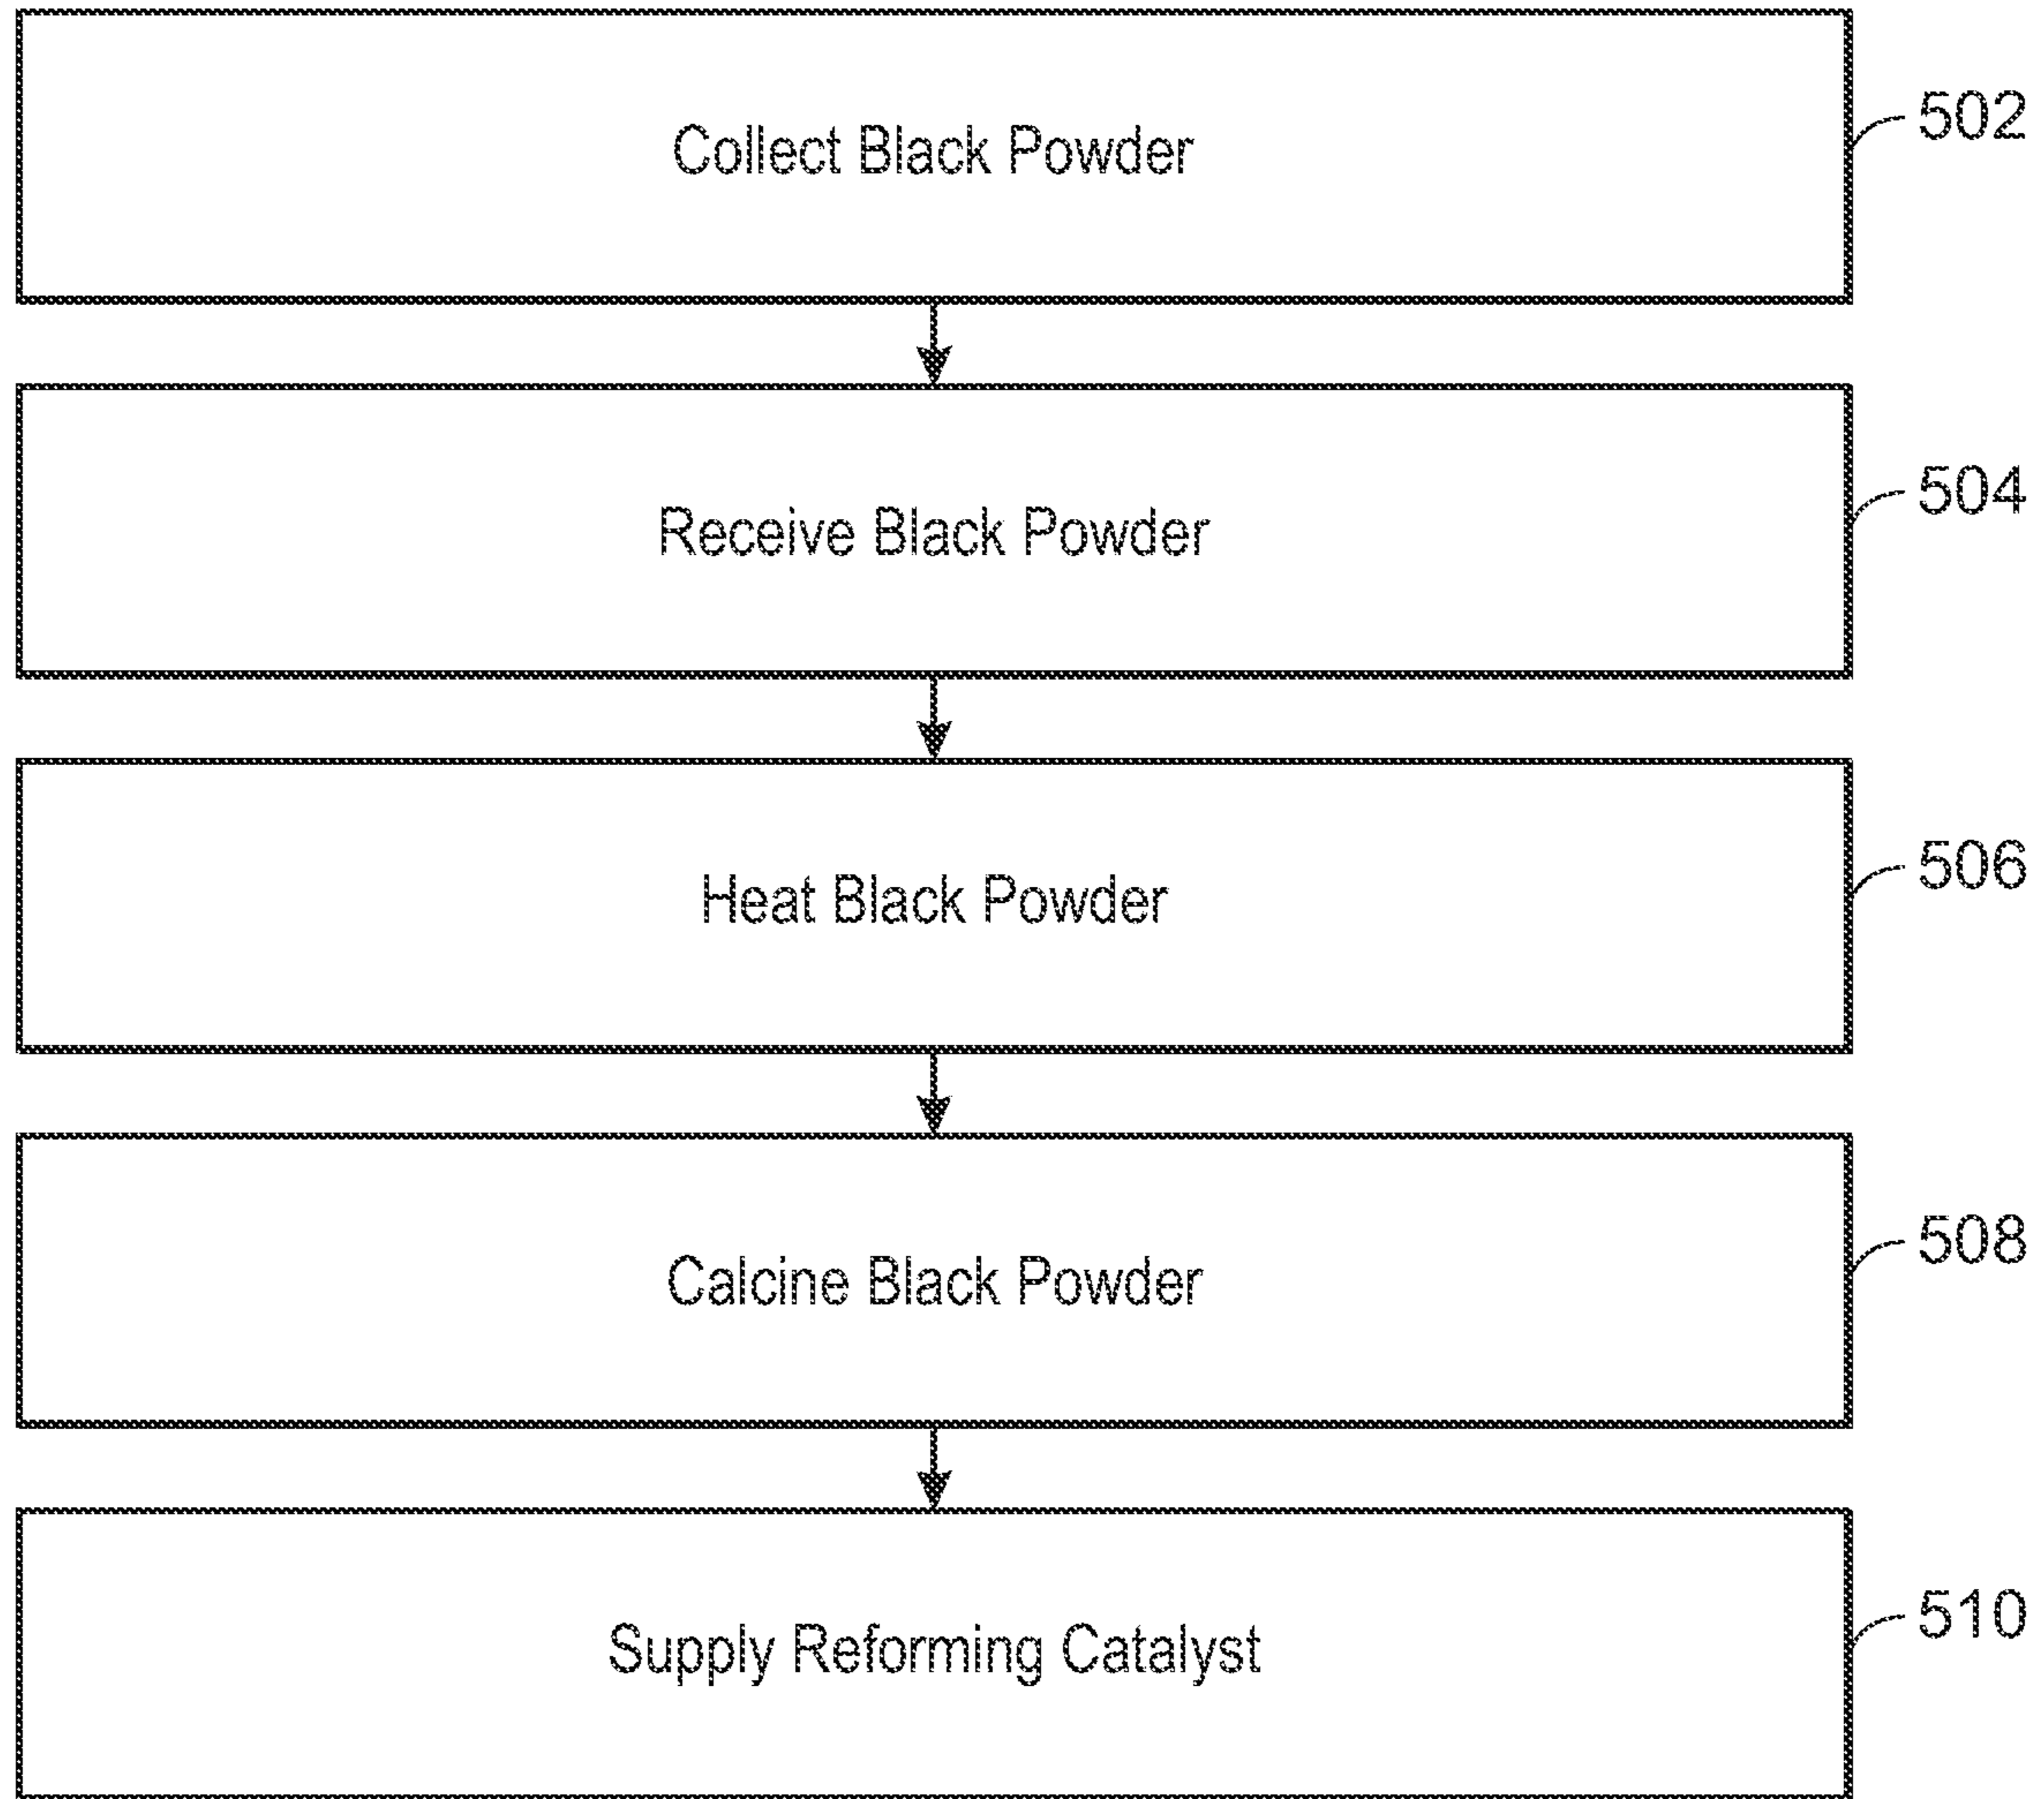 Collect Black Powder
502
Receive Black Powder
504
Heat Black Powder
506
Calcine Black Powder
508
Supply Reforming Catalyst
510